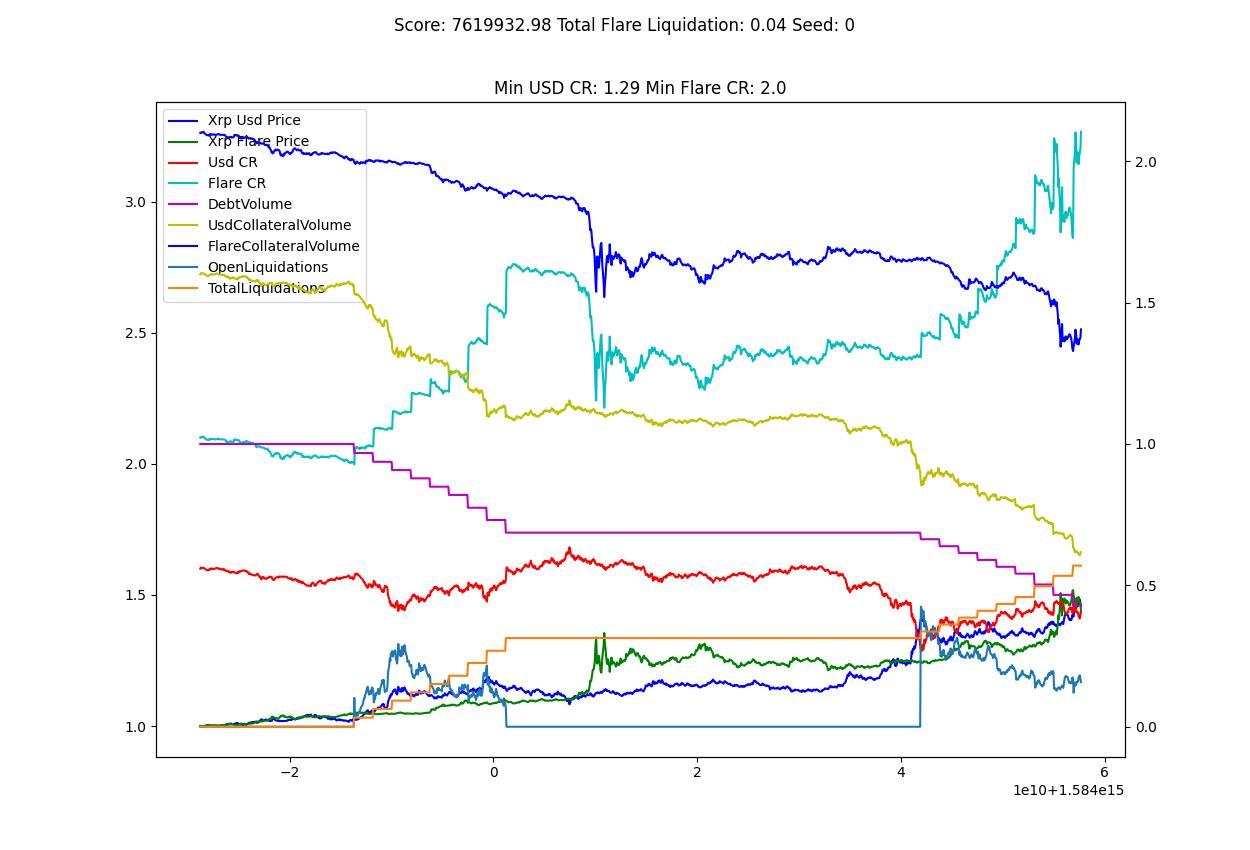 Score: 7619932.98 Total Flare Liquidation: 0.04 Seed: 0
Min USD CR: 1.29 Min Flare CR: 2.0
Xrp Usd Price
Xrp Flare Price
Usd CR
Flare CR
DebtVolume
UsdCollateralVolume
FlareCollateralVolume
OpenLiquidations
TotalLiquidations
3.0
2.5
2.0
1.5
1.0
2.0
1.5
1.0
0.5
0.0
−2
0
2
4
6
1e10+1.584e15